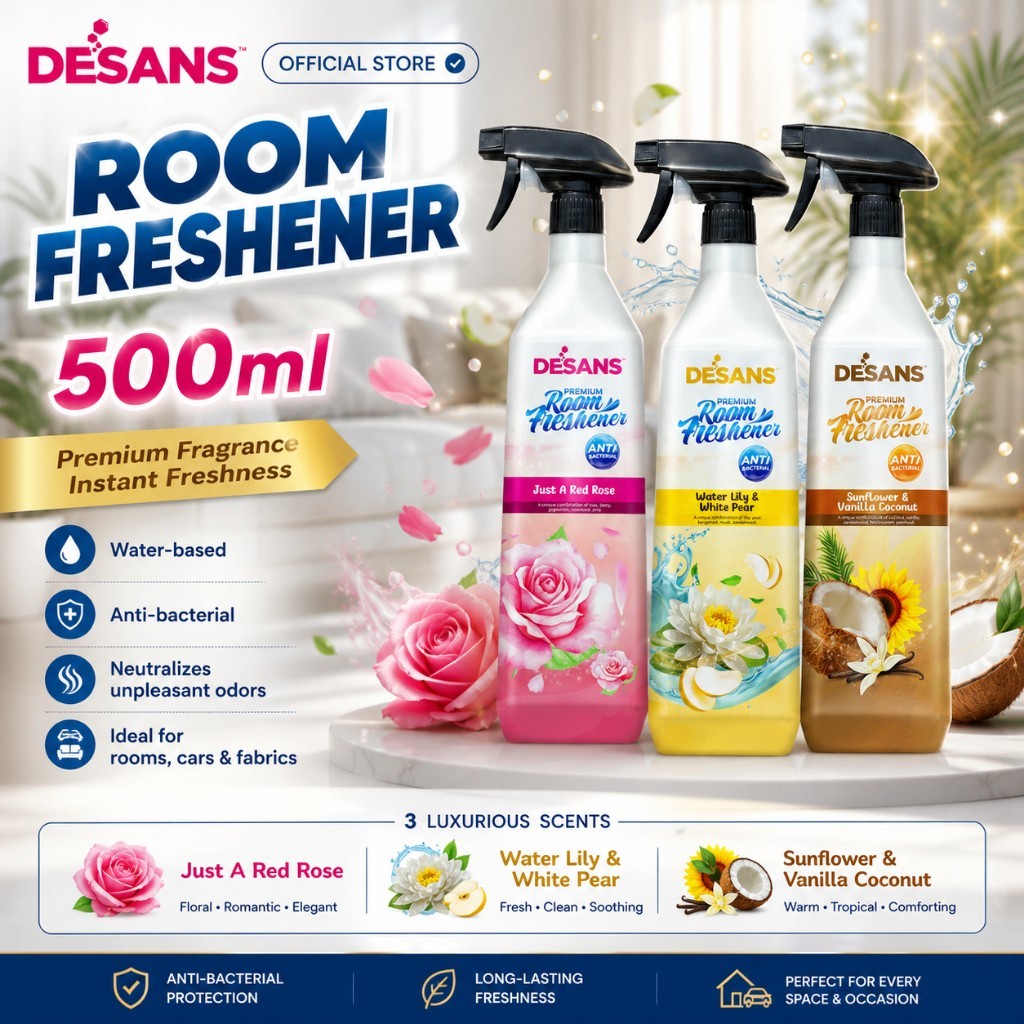 DESANS™
OFFICIAL STORE
ROOM
FRESHENER
500ml
Premium Fragrance
Instant Freshness
Water-based
Anti-bacterial
Neutralizes
unpleasant odors
Ideal for
rooms, cars & fabrics
DESANS™
PREMIUM
Room
Freshener
ANTI
BACTERIAL
Just A Red Rose
DESANS™
PREMIUM
Room
Freshener
ANTI
BACTERIAL
Water Lily &
White Pear
DESANS™
PREMIUM
Room
Freshener
ANTI
BACTERIAL
Sunflower &
Vanilla Coconut
3 LUXURIOUS SCENTS
Just A Red Rose
Floral • Romantic • Elegant
Water Lily &
White Pear
Fresh • Clean • Soothing
Sunflower &
Vanilla Coconut
Warm • Tropical • Comforting
ANTI-BACTERIAL
PROTECTION
LONG-LASTING
FRESHNESS
PERFECT FOR EVERY
SPACE & OCCASION